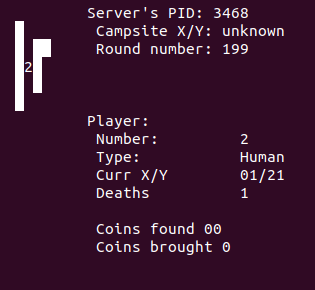 Server's PID: 3468
Campsite X/Y: unknown
Round number: 199
2
Player:
Number: 2
Type: Human
Curr X/Y 01/21
Deaths 1
Coins found 00
Coins brought 0